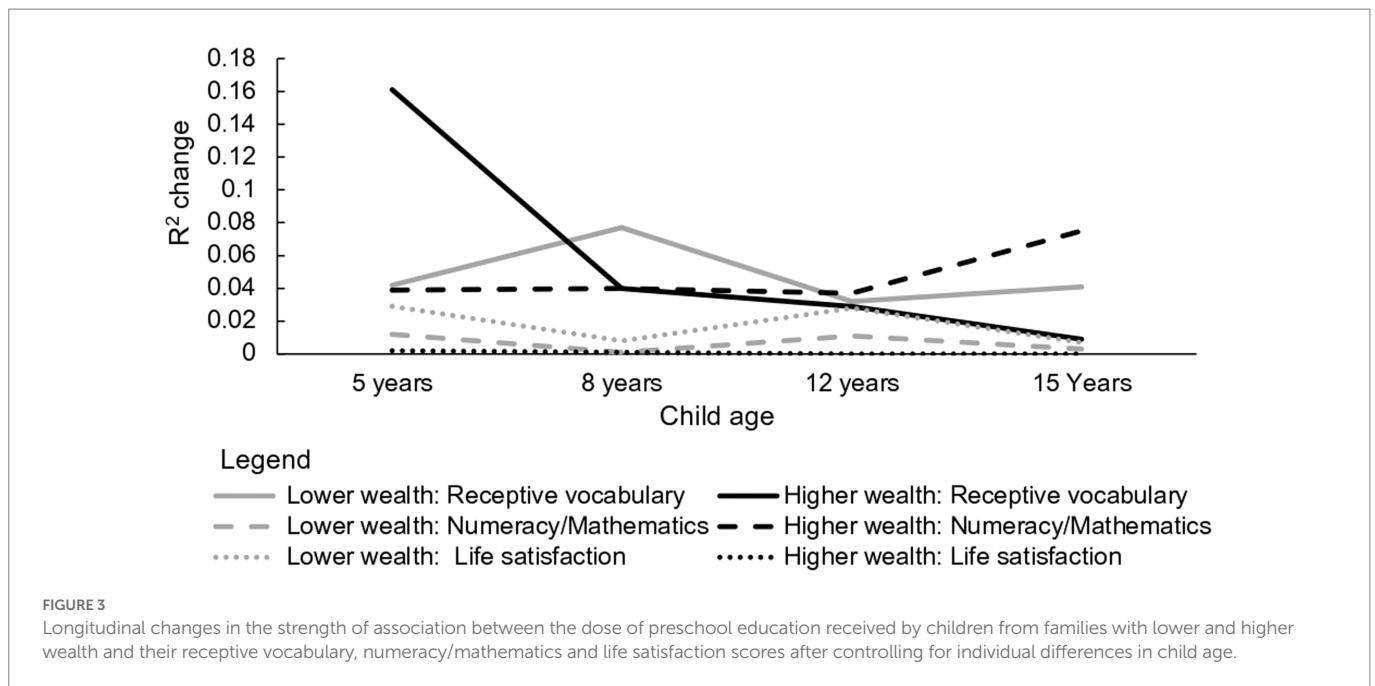 0.18
0.16
0.14
0.12
0.1
0.08
0.06
0.04
0.02
0
R² change
5 years 8 years 12 years 15 Years
Child age
Legend
Lower wealth: Receptive vocabulary Higher wealth: Receptive vocabulary
Lower wealth: Numeracy/Mathematics Higher wealth: Numeracy/Mathematics
Lower wealth: Life satisfaction Higher wealth: Life satisfaction
FIGURE 3
Longitudinal changes in the strength of association between the dose of preschool education received by children from families with lower and higher
wealth and their receptive vocabulary, numeracy/mathematics and life satisfaction scores after controlling for individual differences in child age.